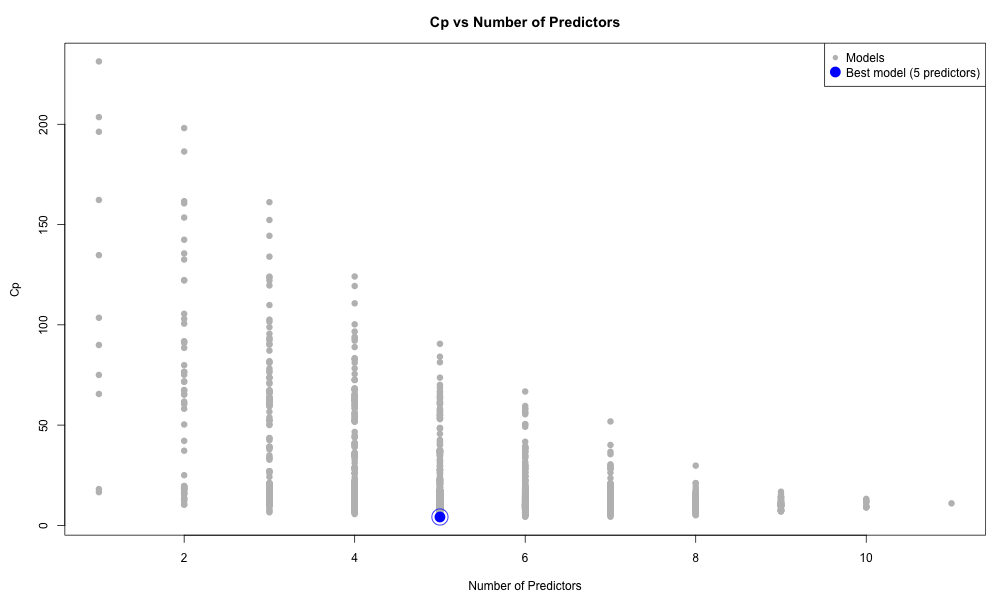 Cp vs Number of Predictors
Models
Best model (5 predictors)
Cp
200
150
100
50
0
2
4
6
8
10
Number of Predictors